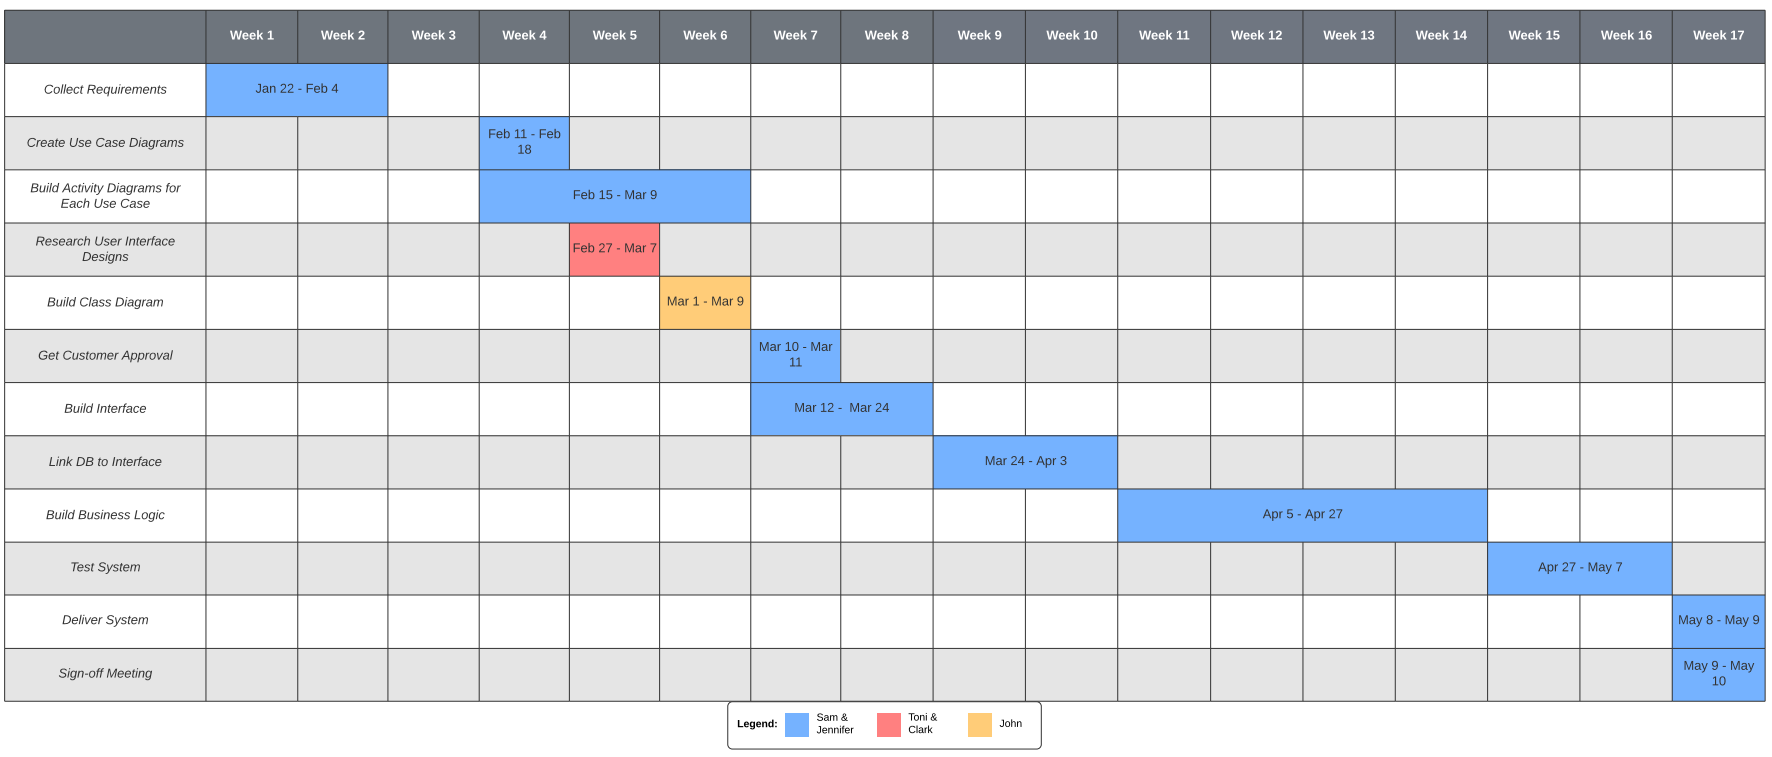 Week 1 Week 2 Week 3 Week 4 Week 5 Week 6 Week 7 Week 8 Week 9 Week 10 Week 11 Week 12 Week 13 Week 14 Week 15 Week 16 Week 17
Collect Requirements
Jan 22 - Feb 4
Create Use Case Diagrams
Feb 11 - Feb
18
Build Activity Diagrams for
Each Use Case
Feb 15 - Mar 9
Research User Interface
Designs
Feb 27 - Mar 7
Build Class Diagram
Mar 1 - Mar 9
Get Customer Approval
Mar 10 - Mar
11
Build Interface
Mar 12 -  Mar 24
Link DB to Interface
Mar 24 - Apr 3
Build Business Logic
Apr 5 - Apr 27
Test System
Apr 27 - May 7
Deliver System
May 8 - May 9
Sign-off Meeting
May 9 - May
10
Legend:
Sam &
Jennifer
Toni &
Clark
John